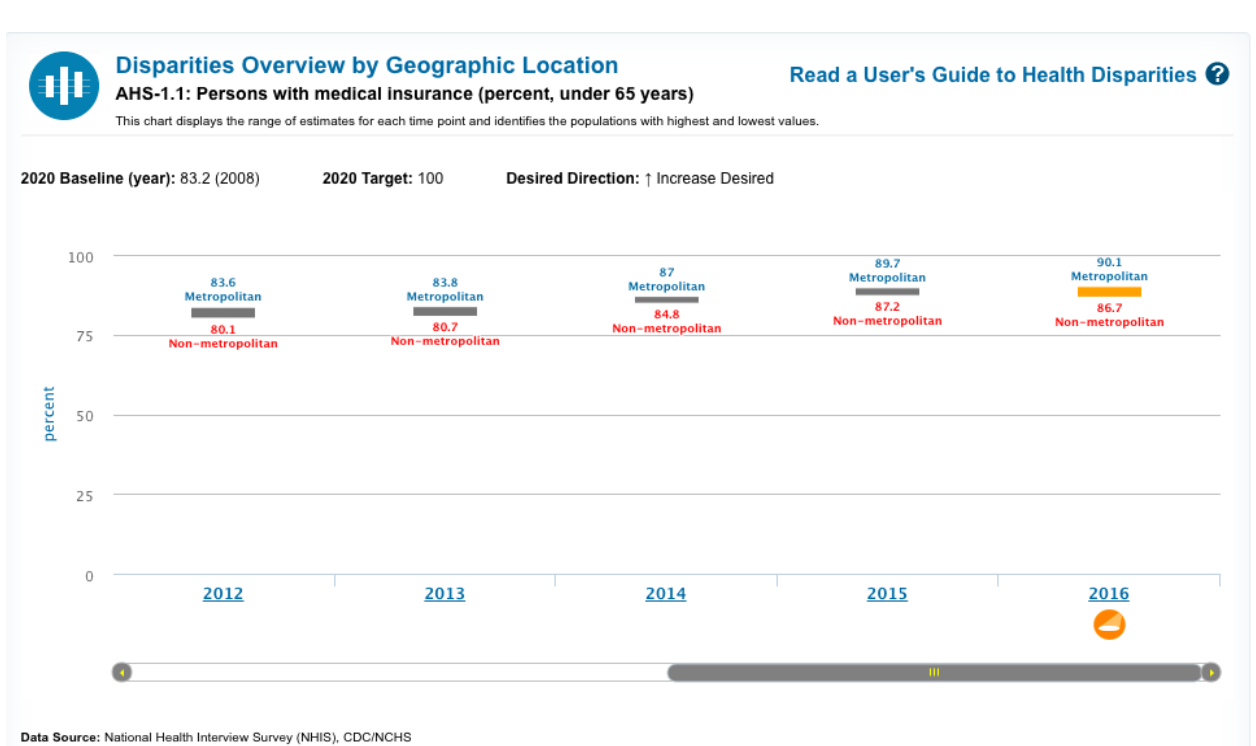 Disparities Overview by Geographic Location
Read a User's Guide to Health Disparities ?
AHS-1.1: Persons with medical insurance (percent, under 65 years)
This chart displays the range of estimates for each time point and identifies the populations with highest and lowest values.
2020 Baseline (year): 83.2 (2008) 2020 Target: 100 Desired Direction: ↑ Increase Desired
percent
100
75
50
25
0
83.6
Metropolitan
80.1
Non-metropolitan
83.8
Metropolitan
80.7
Non-metropolitan
87
Metropolitan
84.8
Non-metropolitan
89.7
Metropolitan
87.2
Non-metropolitan
90.1
Metropolitan
86.7
Non-metropolitan
2012 2013 2014 2015 2016
Data Source: National Health Interview Survey (NHIS), CDC/NCHS